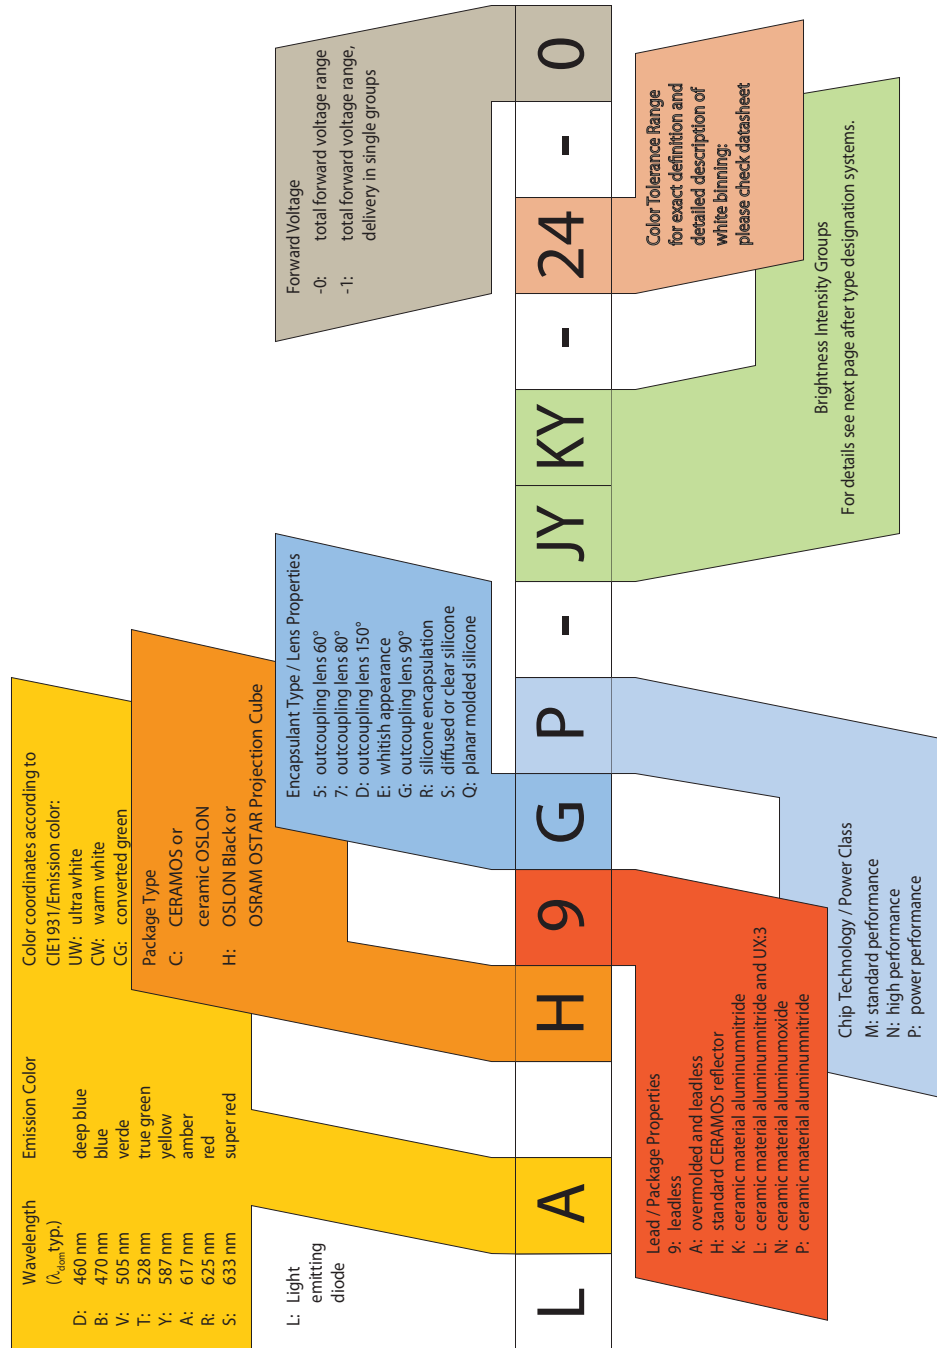 Wavelength Emission Color Color coordinates according to
(λdom typ.) CIE1931/Emission color:
D: 460 nm deep blue UW: ultra white
B: 470 nm blue CW: warm white
V: 505 nm verde CG: converted green
T: 528 nm true green
Y: 587 nm yellow
A: 617 nm amber
R: 625 nm red
S: 633 nm super red
Package Type
C: CERAMOS or
ceramic OSLON
H: OSLON Black or
OSRAM OSTAR Projection Cube
L: Light
emitting
diode
Encapsulant Type / Lens Properties
5: outcoupling lens 60°
7: outcoupling lens 80°
D: outcoupling lens 150°
E: whitish appearance
G: outcoupling lens 90°
R: silicone encapsulation
S: diffused or clear silicone
Q: planar molded silicone
Forward Voltage
-0: total forward voltage range
-1: total forward voltage range,
delivery in single groups
L A H 9 G P - JY KY - 24 - 0
Lead / Package Properties
9: leadless
A: overmolded and leadless
H: standard CERAMOS reflector
K: ceramic material aluminumnitride
L: ceramic material aluminumnitride and UX:3
N: ceramic material aluminumoxide
P: ceramic material aluminumnitride
Chip Technology / Power Class
M: standard performance
N: high performance
P: power performance
Brightness Intensity Groups
For details see next page after type designation systems.
Color Tolerance Range
for exact definition and
detailed description of
white binning:
please check datasheet